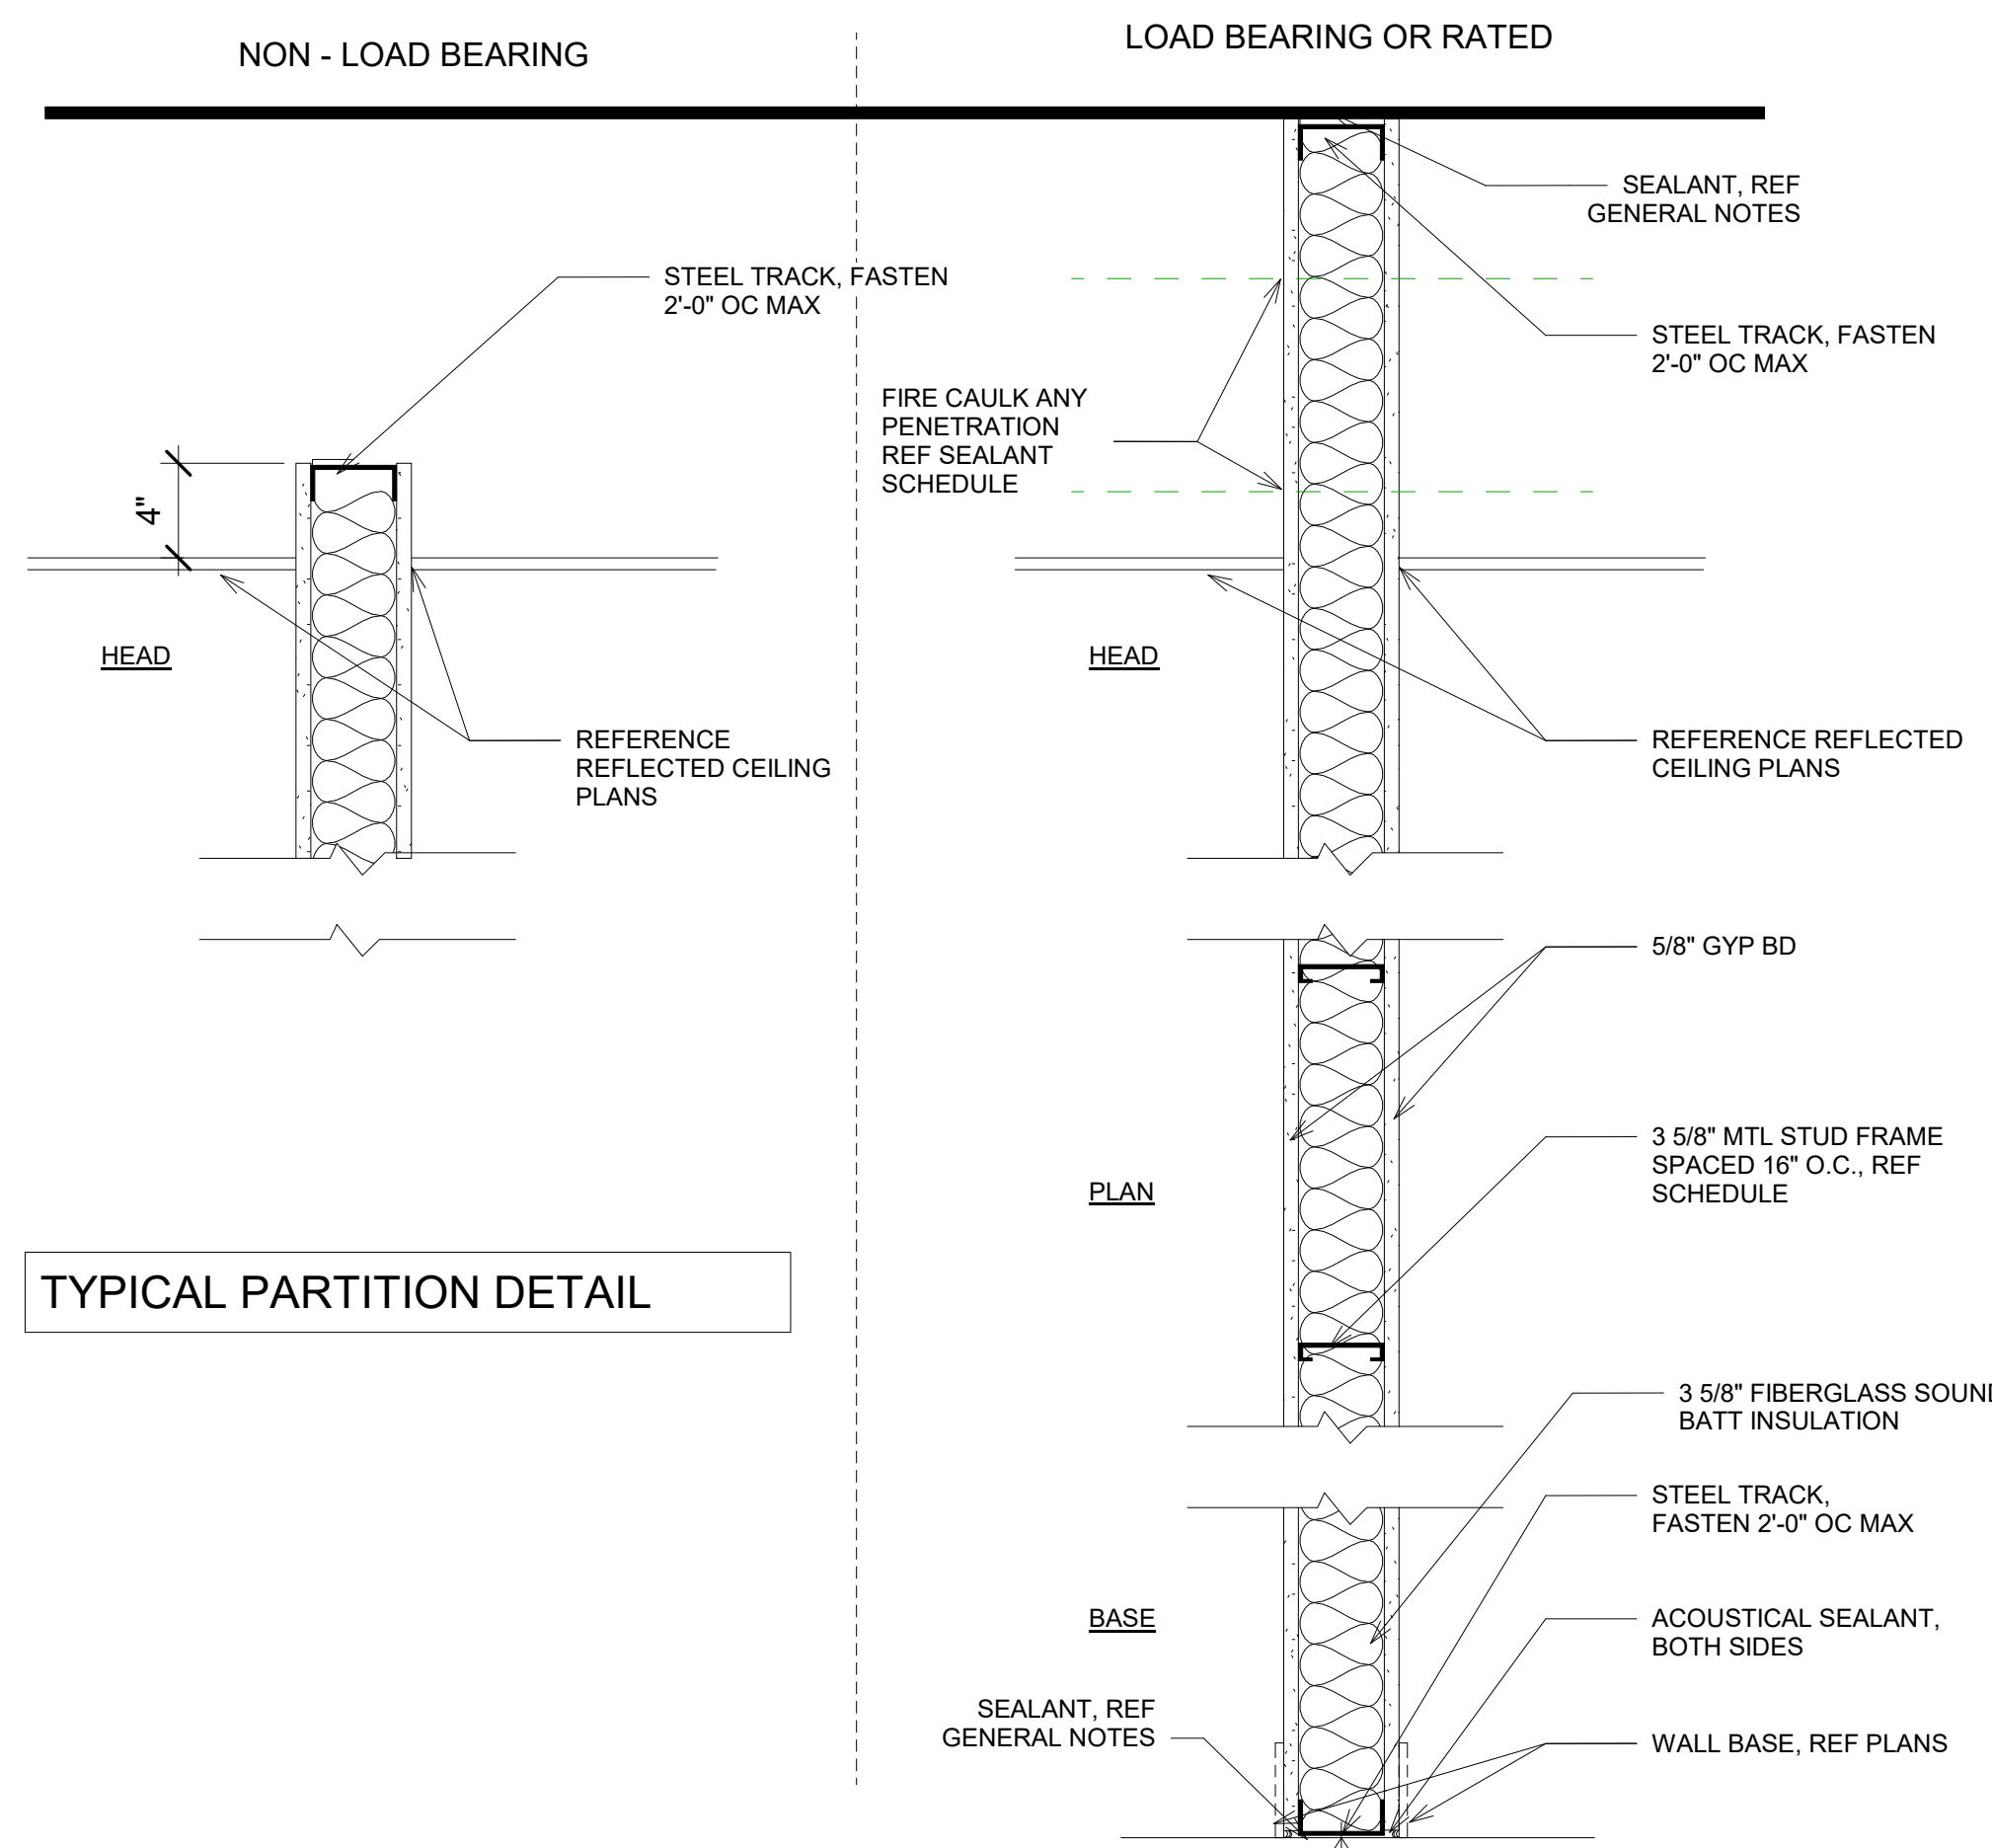 NON - LOAD BEARING
LOAD BEARING OR RATED
SEALANT, REF
GENERAL NOTES
STEEL TRACK, FASTEN
2'-0" OC MAX
STEEL TRACK, FASTEN
2'-0" OC MAX
FIRE CAULK ANY
PENETRATION
REF SEALANT
SCHEDULE
4"
HEAD
HEAD
REFERENCE
REFLECTED CEILING
PLANS
REFERENCE REFLECTED
CEILING PLANS
5/8" GYP BD
3 5/8" MTL STUD FRAME
SPACED 16" O.C., REF
SCHEDULE
PLAN
TYPICAL PARTITION DETAIL
3 5/8" FIBERGLASS SOUND
BATT INSULATION
STEEL TRACK,
FASTEN 2'-0" OC MAX
BASE
ACOUSTICAL SEALANT,
BOTH SIDES
SEALANT, REF
GENERAL NOTES
WALL BASE, REF PLANS